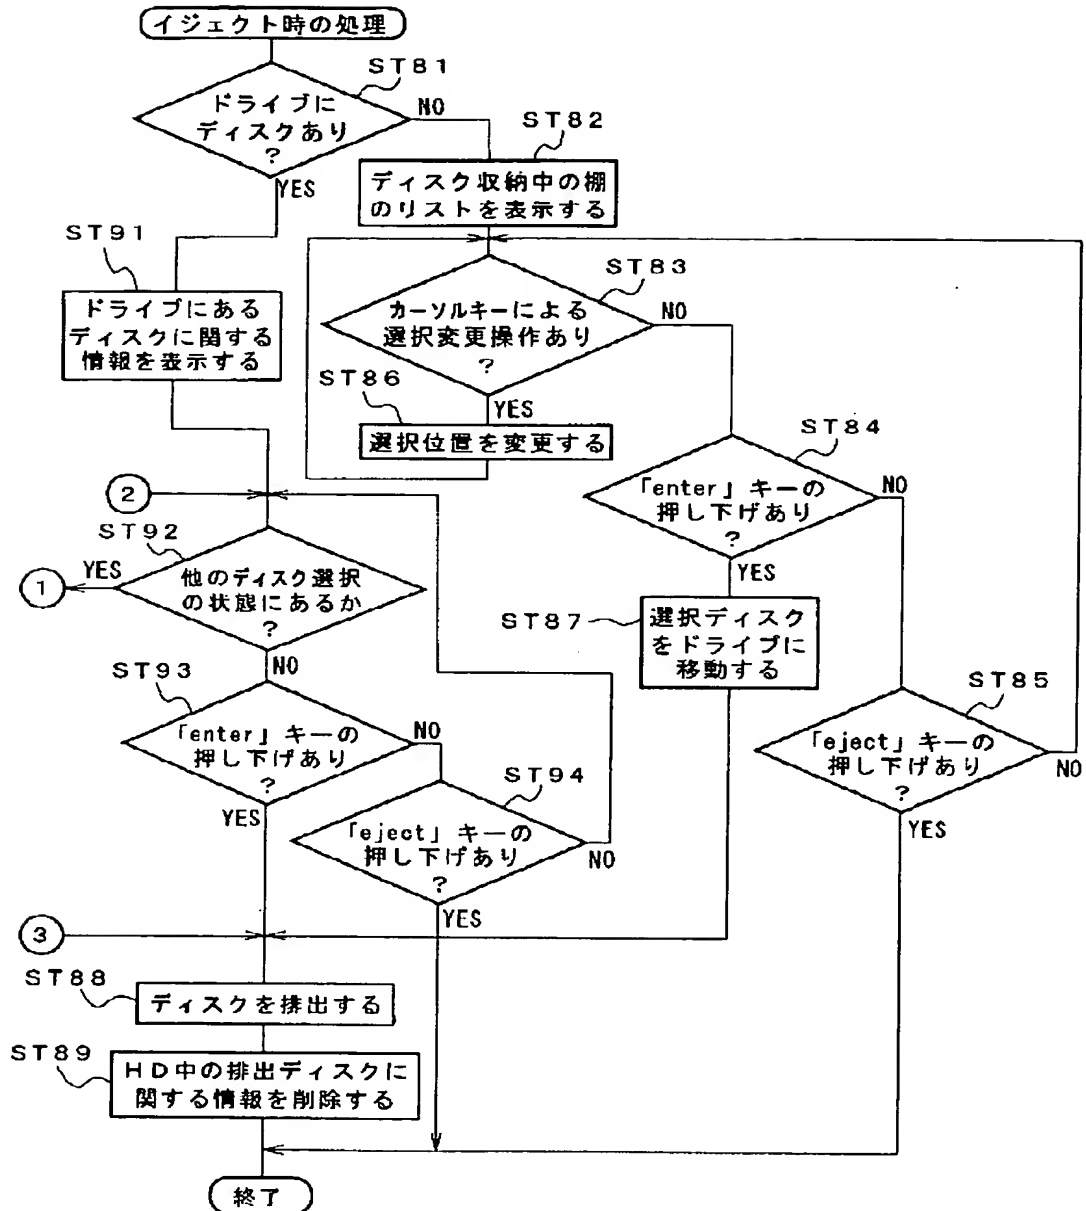 イジェクト時の処理
ST81
ドライブに
ディスクあり
?
NO
YES
ST82
ディスク収納中の棚
のリストを表示する
ST91
ドライブにある
ディスクに関する
情報を表示する
ST83
カーソルキーによる
選択変更操作あり
?
NO
YES
ST86
選択位置を変更する
ST84
「enter」キーの
押し下げあり
?
NO
YES
②
ST92
他のディスク選択
の状態にあるか
?
YES
①
NO
ST87
選択ディスク
をドライブに
移動する
ST93
「enter」キーの
押し下げあり
?
NO
YES
ST85
「eject」キーの
押し下げあり
?
NO
YES
ST94
「eject」キーの
押し下げあり
?
NO
YES
③
ST88
ディスクを排出する
ST89
HD中の排出ディスクに
関する情報を削除する
終了